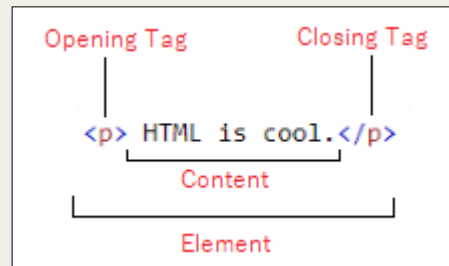 Opening Tag Closing Tag
<p> HTML is cool.</p>
Content
Element